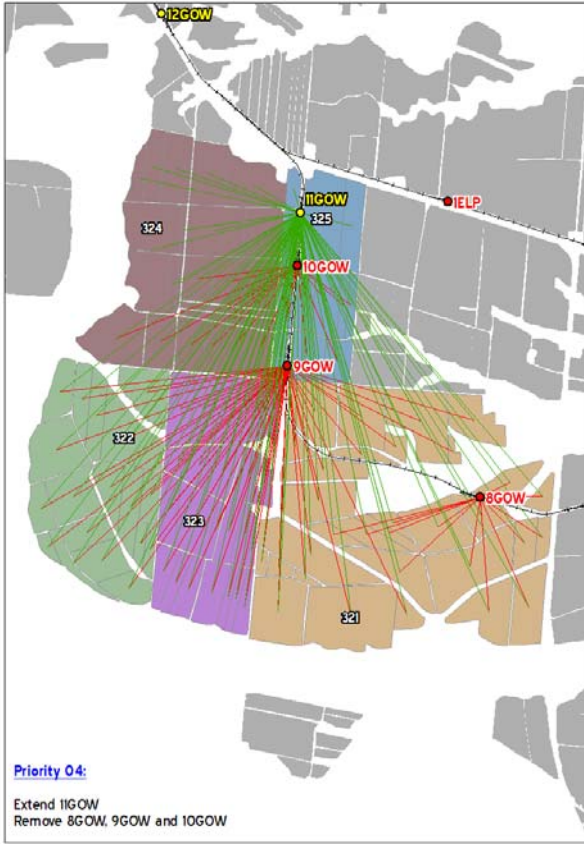 12GOW
11GOW
325
1ELP
324
10GOW
9GOW
322
8GOW
323
321
Priority 04:
Extend 11GOW
Remove 8GOW, 9GOW and 10GOW